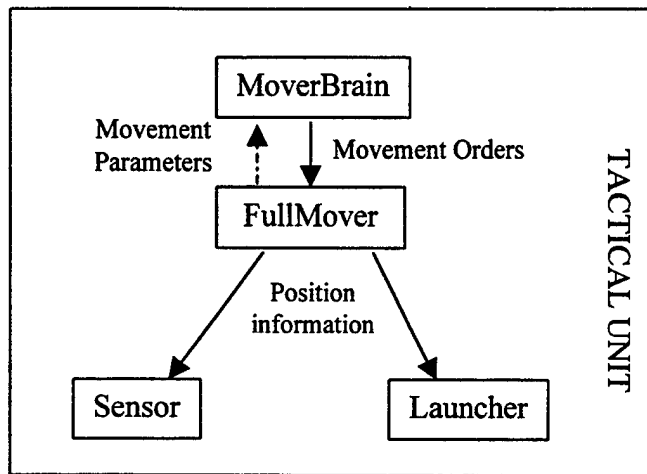 MoverBrain
Movement
Parameters
Movement Orders
FullMover
Position
information
Sensor
Launcher
TACTICAL UNIT